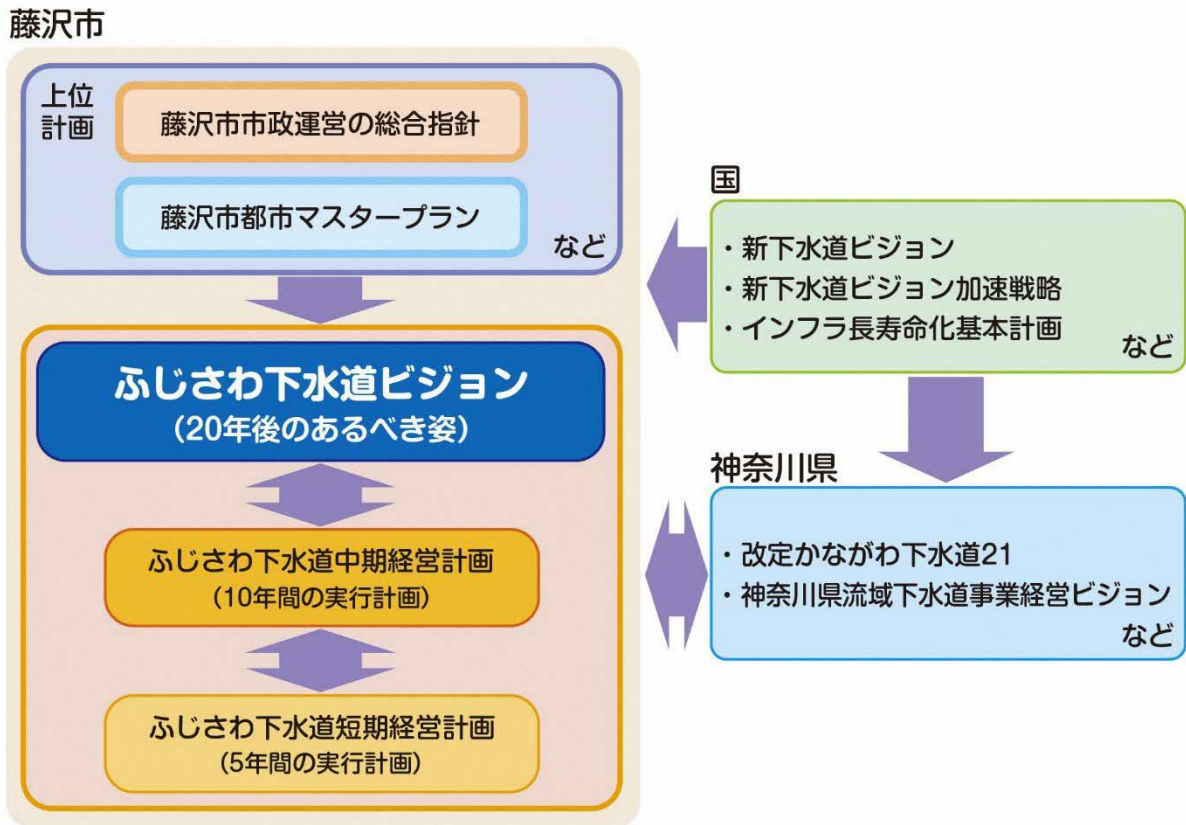 藤沢市
上位
計画
藤沢市市政運営の総合指針
藤沢市都市マスタープラン
など
ふじさわ下水道ビジョン
(20年後のあるべき姿)
ふじさわ下水道中期経営計画
(10年間の実行計画)
ふじさわ下水道短期経営計画
(5年間の実行計画)
国
・新下水道ビジョン
・新下水道ビジョン加速戦略
・インフラ長寿命化基本計画
など
神奈川県
・改定かながわ下水道21
・神奈川県流域下水道事業経営ビジョン
など